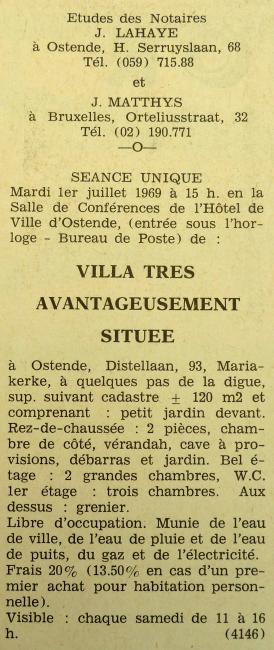 Etudes des Notaires
J. LAHAYE
à Ostende, H. Serruyslaan, 68
Tél. (059) 715.88
et
J. MATTHYS
à Bruxelles, Orteliusstraat, 32
Tél. (02) 190.771
—O—
SEANCE UNIQUE
Mardi 1er juillet 1969 à 15 h. en la
Salle de Conférences de l'Hôtel de
Ville d'Ostende, (entrée sous l'hor-
loge - Bureau de Poste) de :
VILLA TRES
AVANTAGEUSEMENT
SITUEE
à Ostende, Distellaan, 93, Maria-
kerke, à quelques pas de la digue,
sup. suivant cadastre ± 120 m2 et
comprenant : petit jardin devant.
Rez-de-chaussée : 2 pièces, cham-
bre de côté, vérandah, cave à pro-
visions, débarras et jardin. Bel é-
tage : 2 grandes chambres, W.C.
1er étage : trois chambres. Aux
dessus : grenier.
Libre d'occupation. Munie de l'eau
de ville, de l'eau de pluie et de l'eau
de puits, du gaz et de l'électricité.
Frais 20% (13.50% en cas d'un pre-
mier achat pour habitation person-
nelle).
Visible : chaque samedi de 11 à 16
h. (4146)